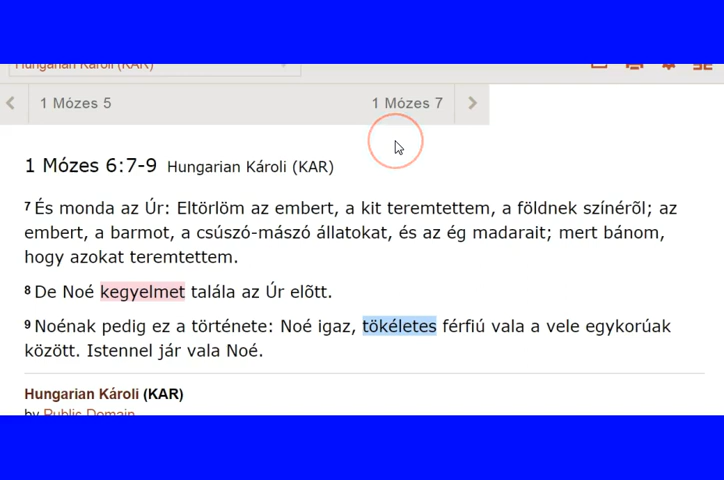 Hungarian Károli (KAR)
1 Mózes 5
1 Mózes 7
1 Mózes 6:7-9 Hungarian Károli (KAR)
7 És monda az Úr: Eltörlöm az embert, a kit teremtettem, a földnek színérõl; az
embert, a barmot, a csúszó-mászó állatokat, és az ég madarait; mert bánom,
hogy azokat teremtettem.
8 De Noé kegyelmet talála az Úr elõtt.
9 Noénak pedig ez a története: Noé igaz, tökéletes férfiú vala a vele egykorúak
között. Istennel jár vala Noé.
Hungarian Károli (KAR)
by Public Domain